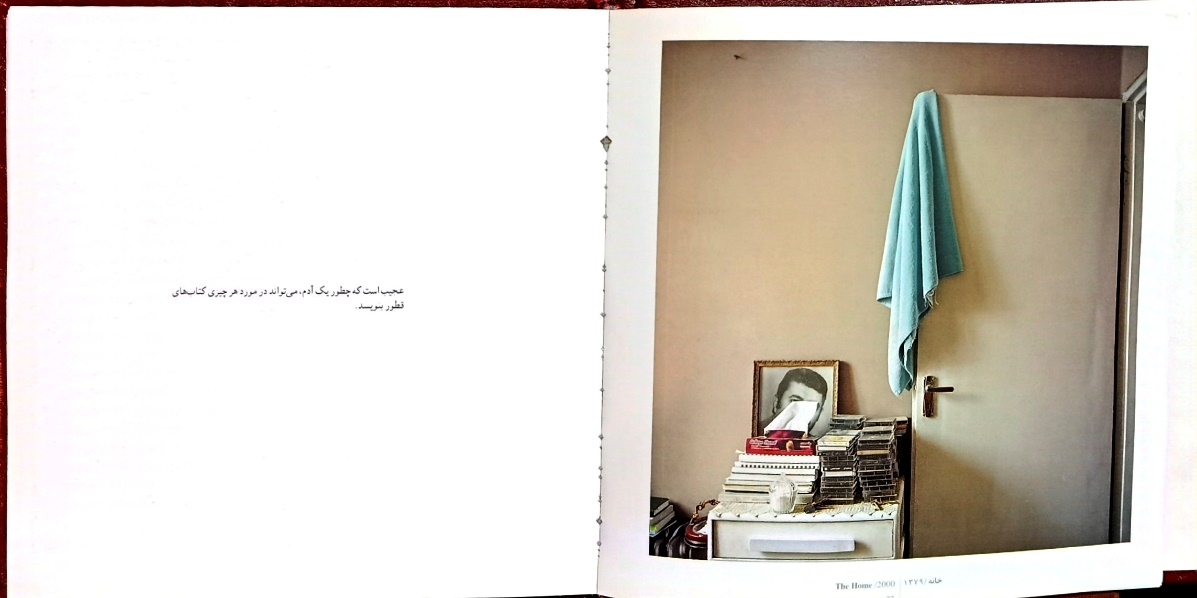 عجیب است که چطور یک آدم، می‌تواند در مورد هر چیزی کتاب‌های
قطور بنویسد.
The Home /2000 | خانه /۱۳۷۹